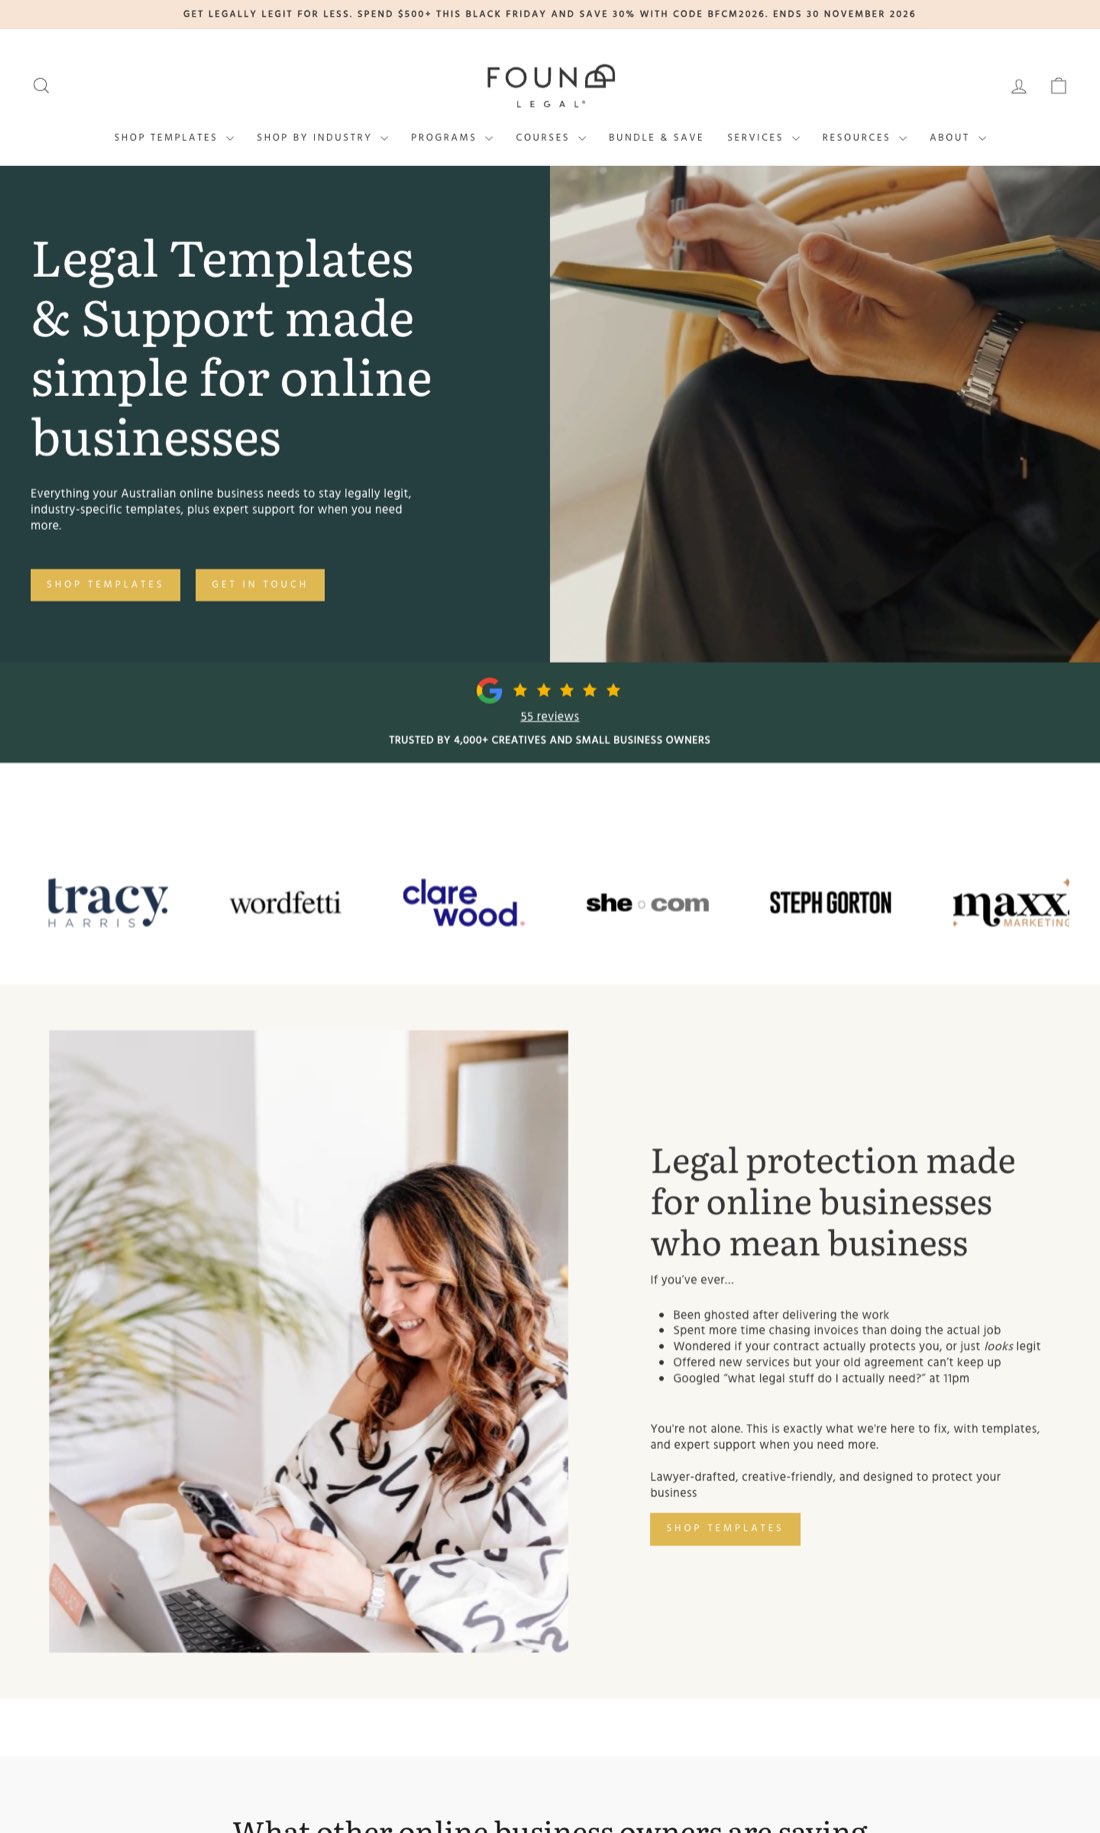 GET LEGALLY LEGIT FOR LESS. SPEND $500+ THIS BLACK FRIDAY AND SAVE 30% WITH CODE BFCM2026. ENDS 30 NOVEMBER 2026
FOUND
LEGAL®
SHOP TEMPLATES
SHOP BY INDUSTRY
PROGRAMS
COURSES
BUNDLE & SAVE
SERVICES
RESOURCES
ABOUT
Legal Templates
& Support made
simple for online
businesses
Everything your Australian online business needs to stay legally legit,
industry-specific templates, plus expert support for when you need
more.
SHOP TEMPLATES
GET IN TOUCH
55 reviews
TRUSTED BY 4,000+ CREATIVES AND SMALL BUSINESS OWNERS
tracy.
HARRIS
wordfetti
clare
wood.
she.com
STEPH GORTON
maxx
MARKETING
Legal protection made
for online businesses
who mean business
If you've ever...
• Been ghosted after delivering the work
• Spent more time chasing invoices than doing the actual job
• Wondered if your contract actually protects you, or just looks legit
• Offered new services but your old agreement can't keep up
• Googled “what legal stuff do I actually need?” at 11pm
You're not alone. This is exactly what we're here to fix, with templates,
and expert support when you need more.
Lawyer-drafted, creative-friendly, and designed to protect your
business
SHOP TEMPLATES
What other online business owners are saying